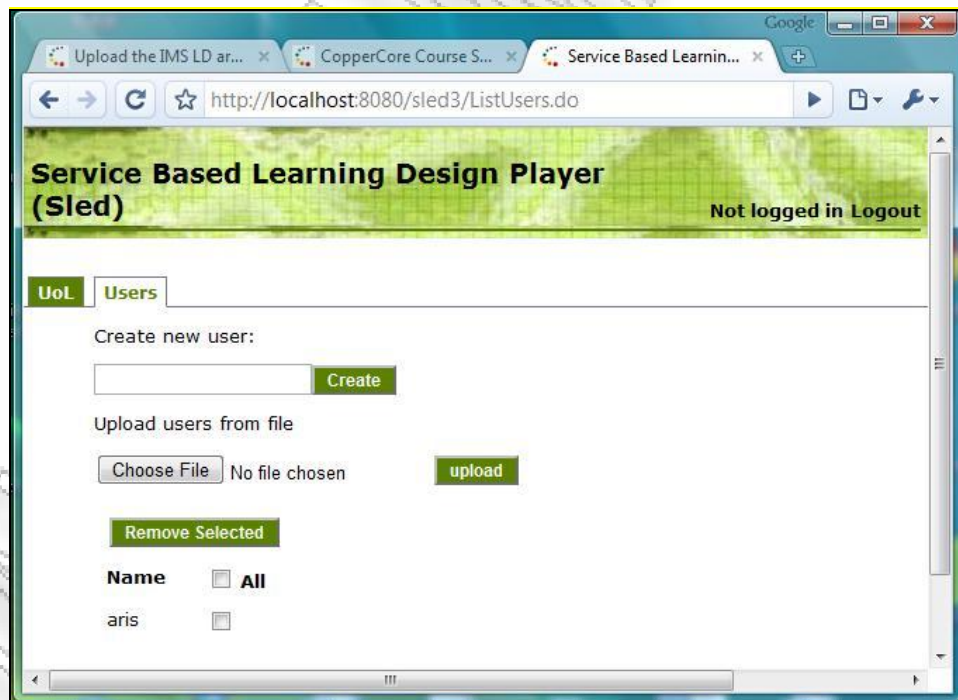 Google
Upload the IMS LD ar...
CopperCore Course S...
Service Based Learnin...
http://localhost:8080/sled3/ListUsers.do
Service Based Learning Design Player
(Sled)
Not logged in Logout
UoL
Users
Create new user:
Create
Upload users from file
Choose File No file chosen
upload
Remove Selected
Name
All
aris